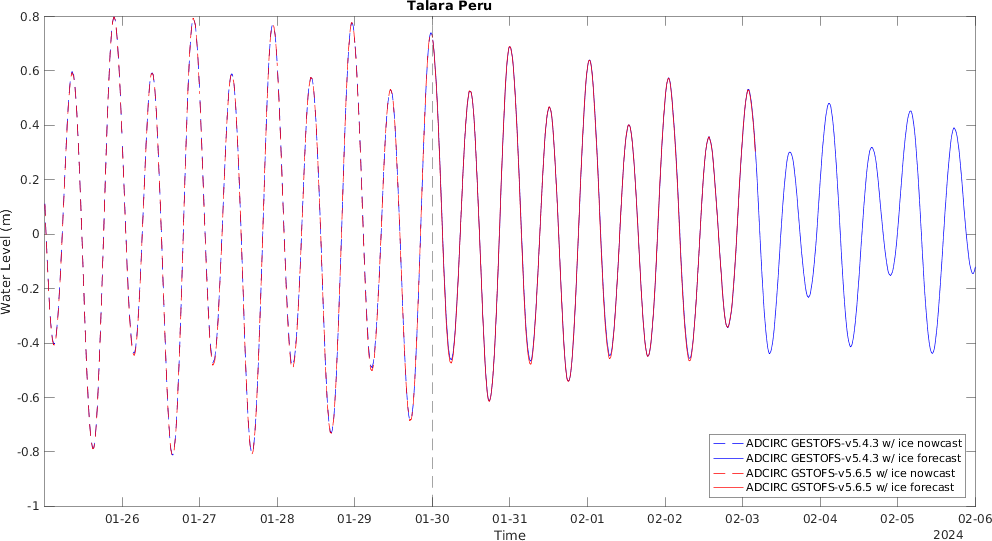 Talara Peru
0.8
0.6
0.4
0.2
0
-0.2
-0.4
-0.6
-0.8
-1
Water Level (m)
ADCIRC GESTOFS-v5.4.3 w/ ice nowcast
ADCIRC GESTOFS-v5.4.3 w/ ice forecast
ADCIRC GSTOFS-v5.6.5 w/ ice nowcast
ADCIRC GSTOFS-v5.6.5 w/ ice forecast
01-26 01-27 01-28 01-29 01-30 01-31 02-01 02-02 02-03 02-04 02-05 02-06
Time
2024